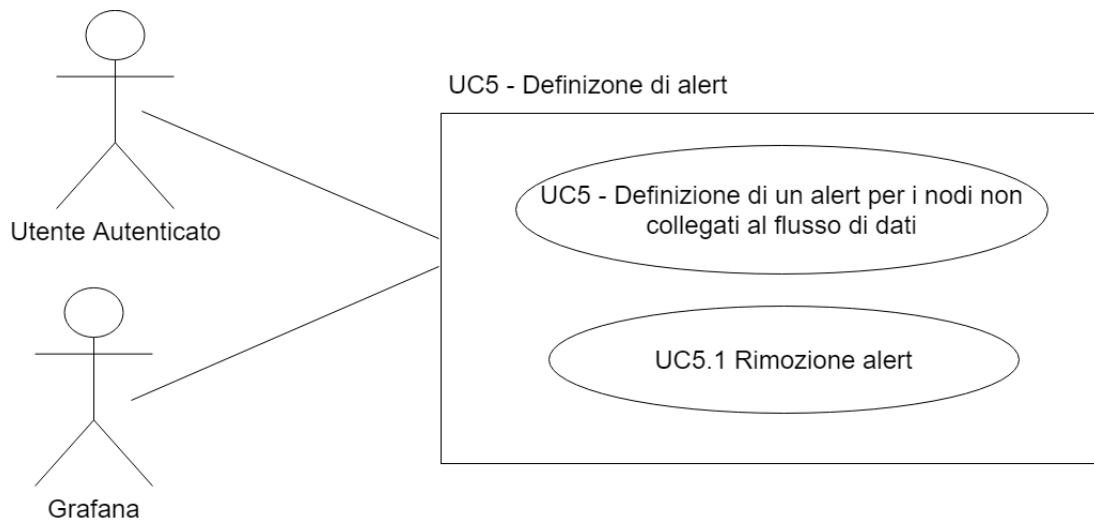 UC5 - Definizone di alert
UC5 - Definizione di un alert per i nodi non
collegati al flusso di dati
Utente Autenticato
UC5.1 Rimozione alert
Grafana